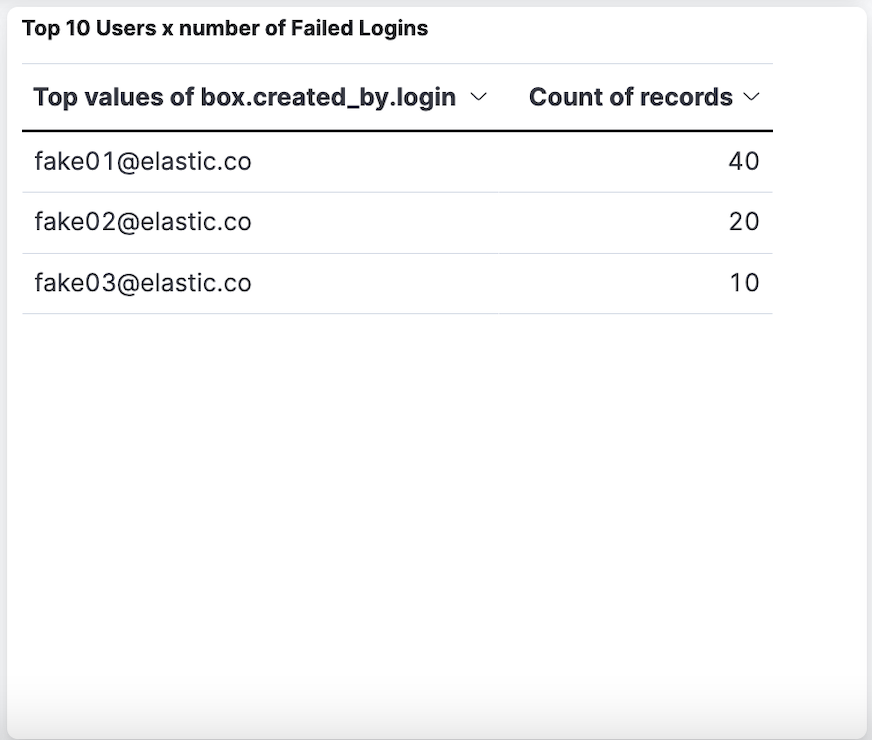 Top 10 Users x number of Failed Logins
Top values of box.created_by.login Count of records
fake01@elastic.co 40
fake02@elastic.co 20
fake03@elastic.co 10